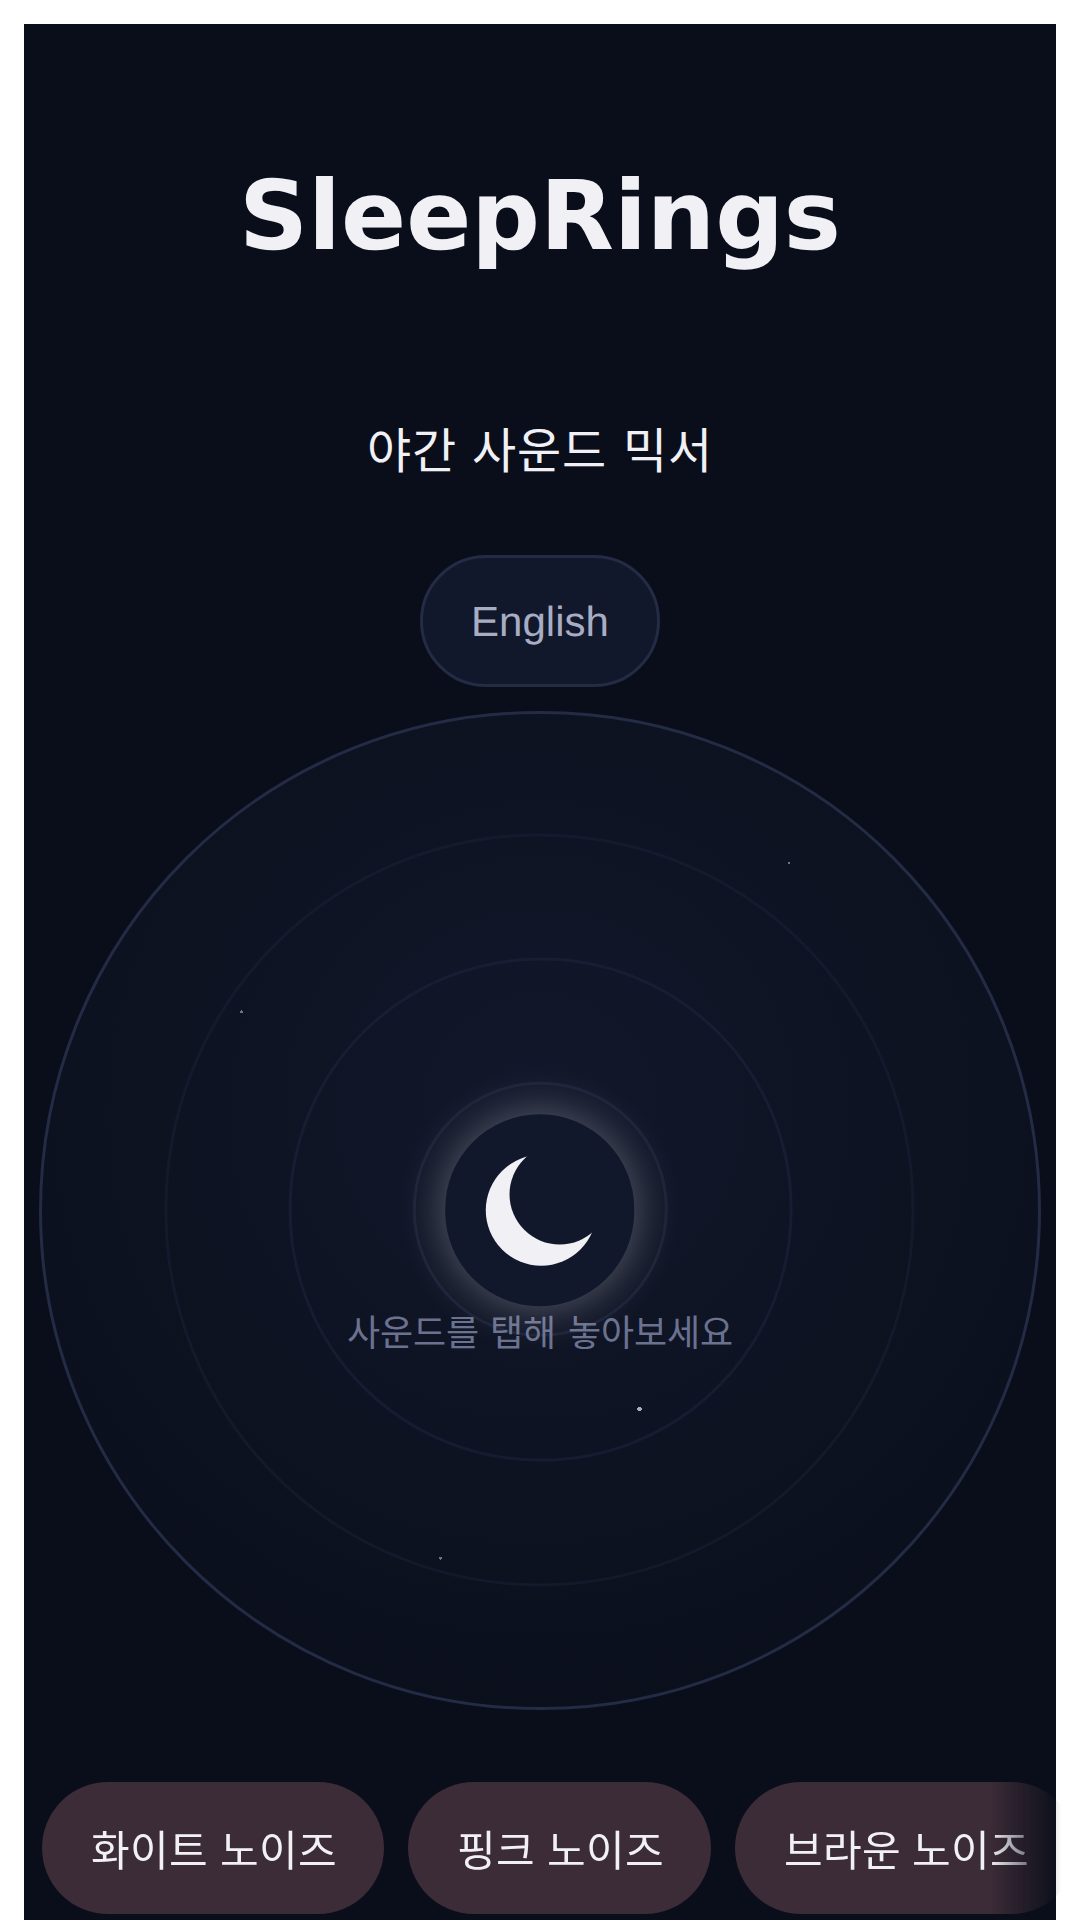 SleepRings
야간 사운드 믹서
English
사운드를 탭해 놓아보세요
화이트 노이즈
핑크 노이즈
브라운 노이즈